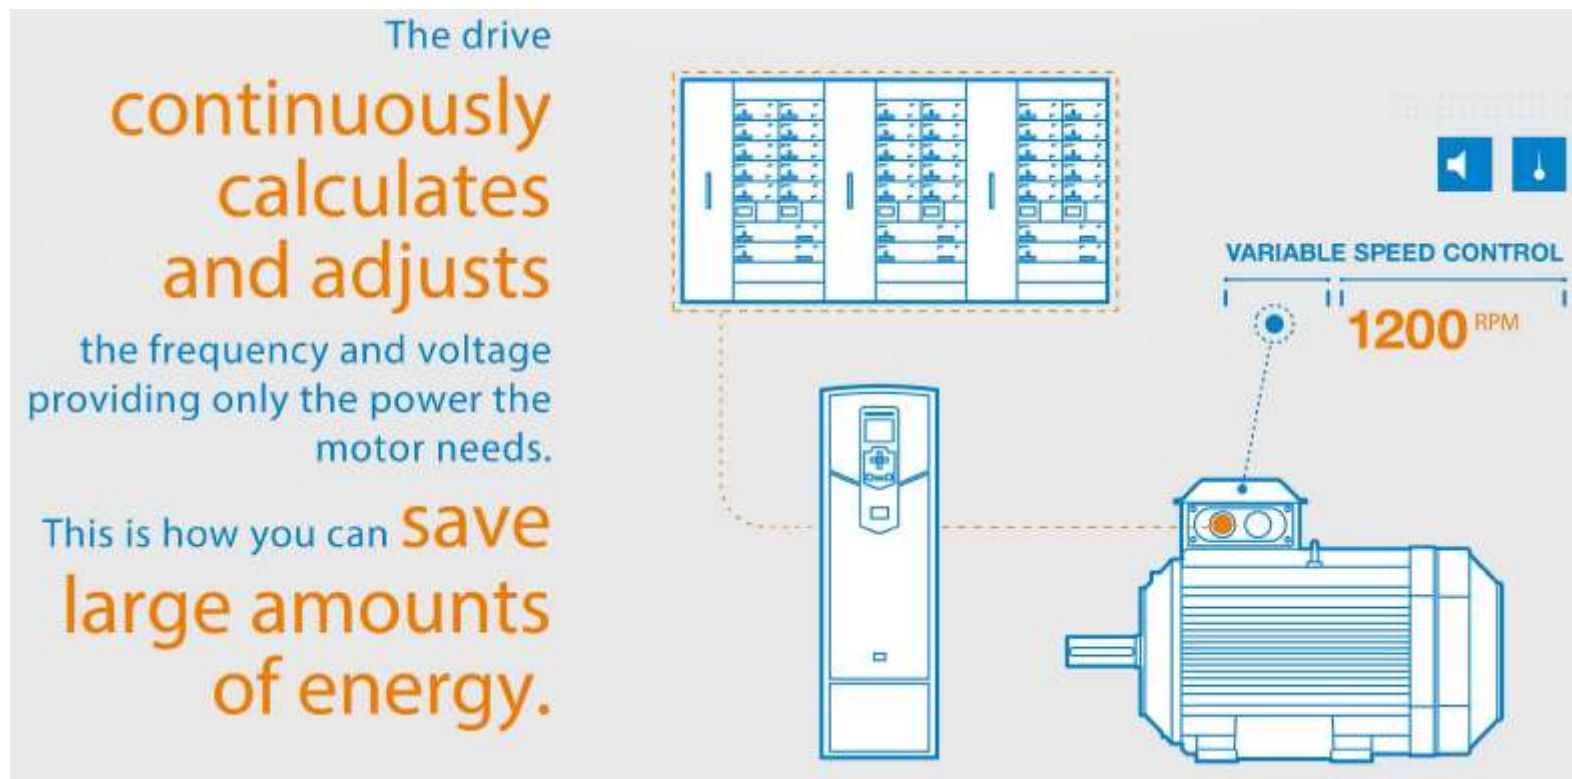 The drive
continuously
calculates
and adjusts
the frequency and voltage
providing only the power the
motor needs.
This is how you can save
large amounts
of energy.
VARIABLE SPEED CONTROL
1200 RPM